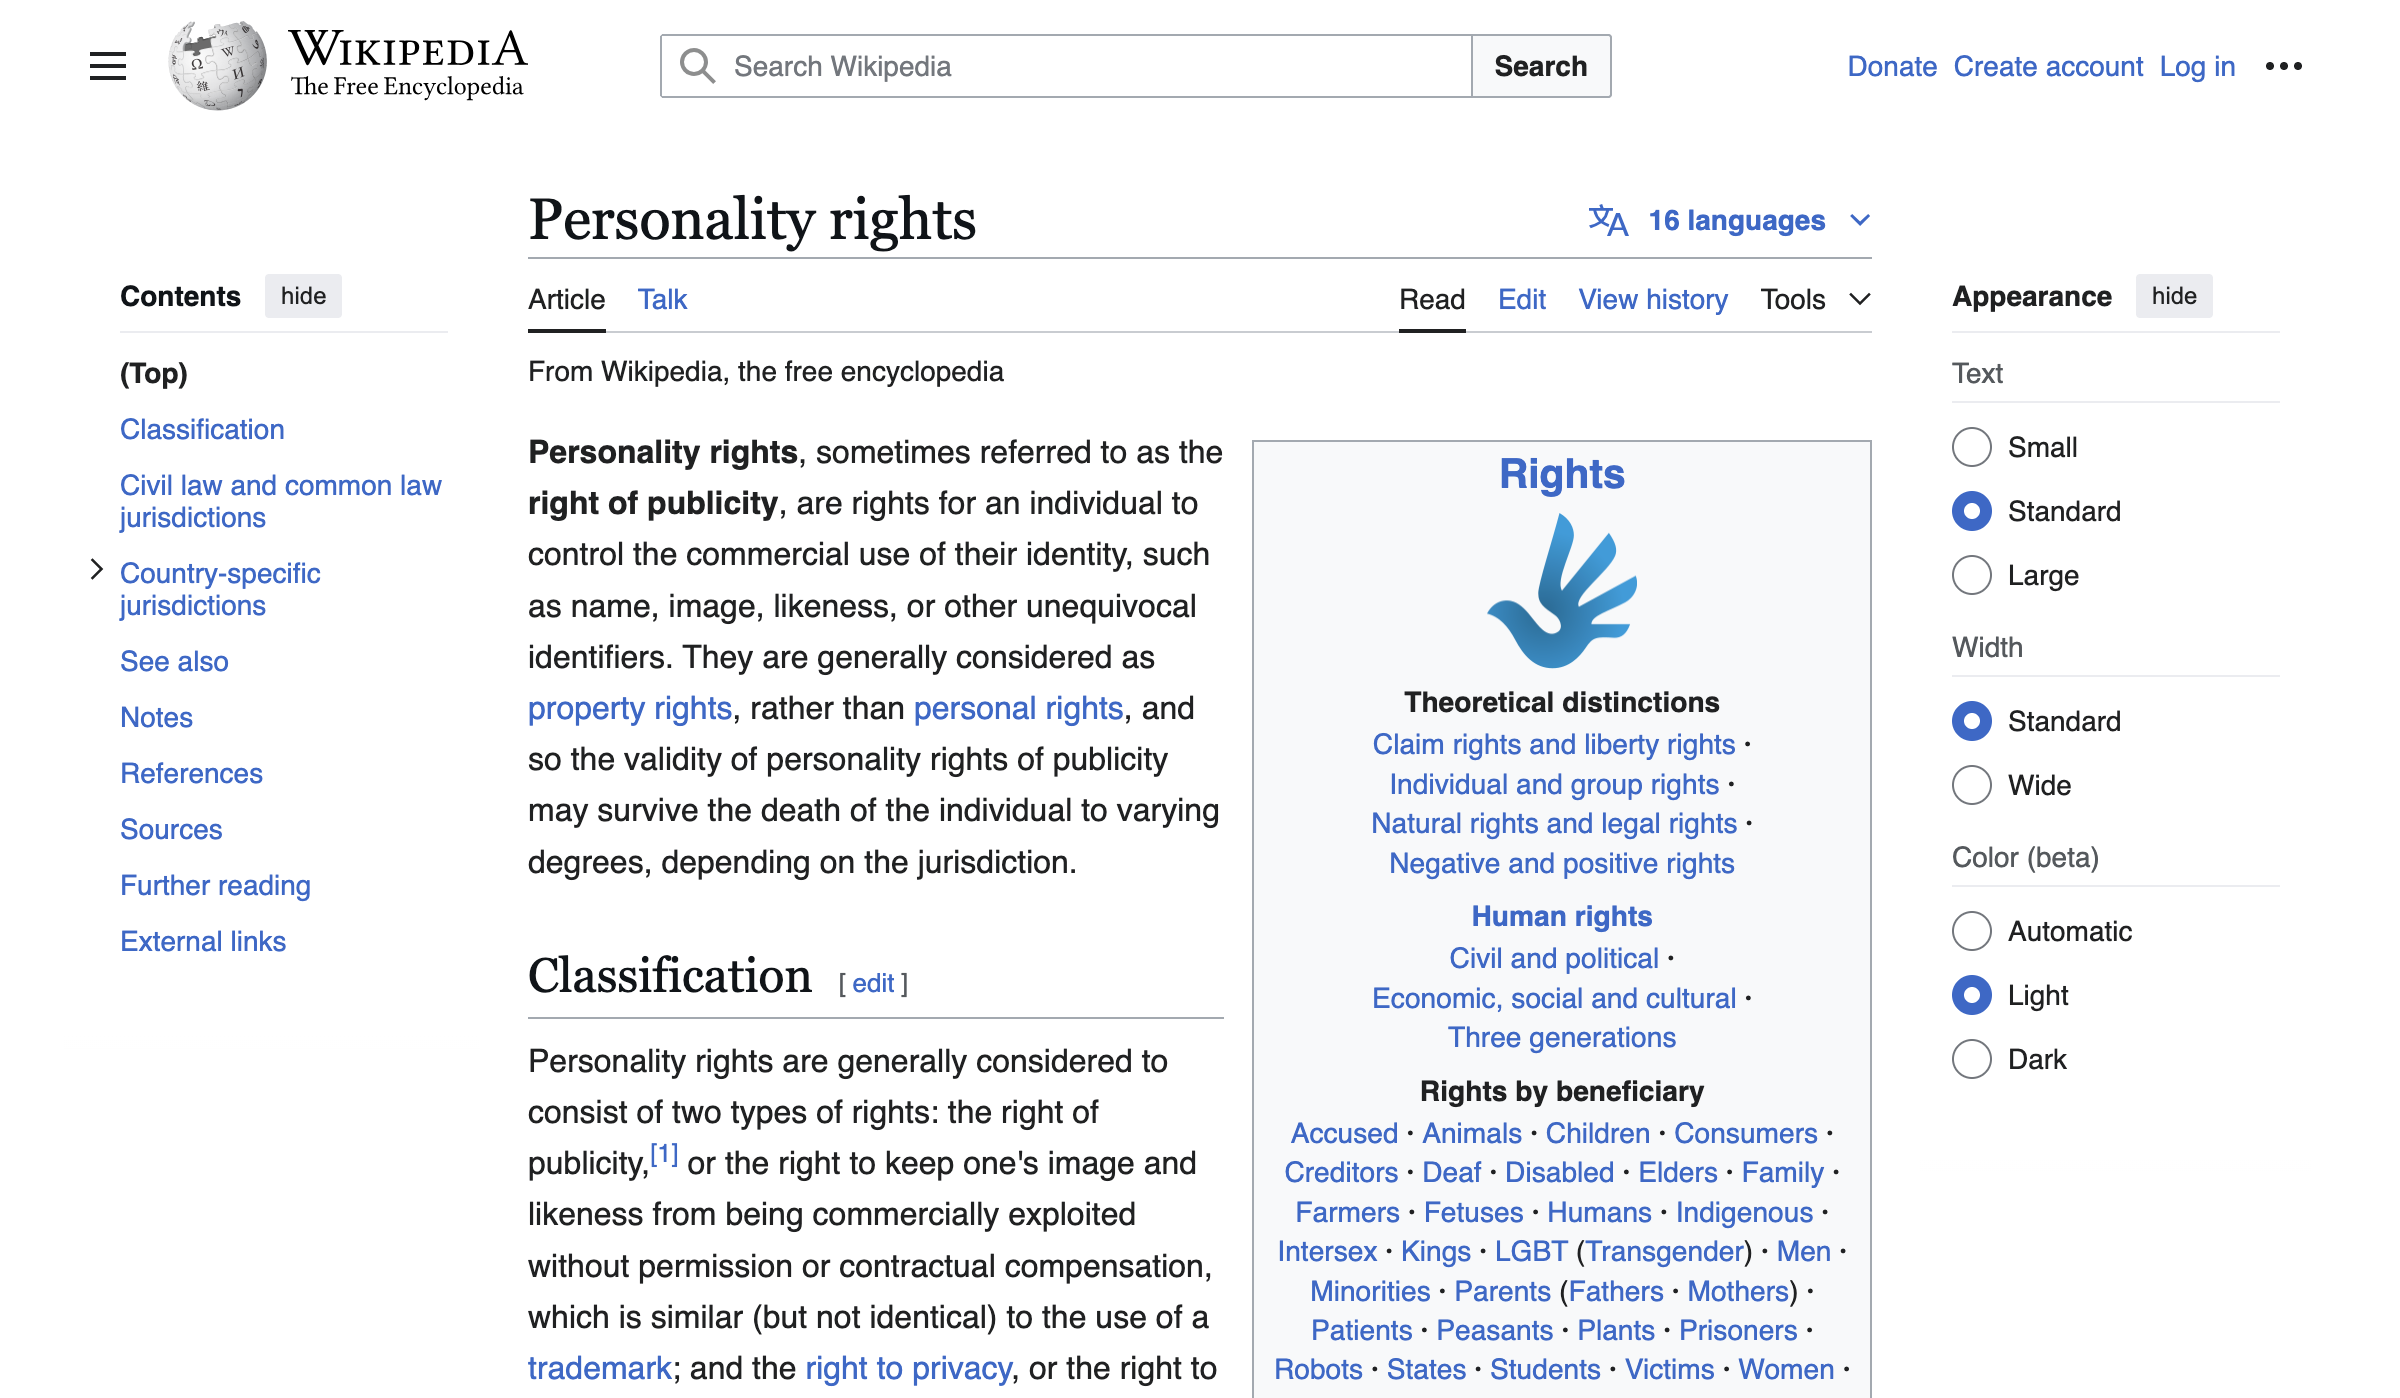 WIKIPEDIA
The Free Encyclopedia
Search Wikipedia
Search
Donate Create account Log in
Personality rights
16 languages
Contents hide
(Top)
Classification
Civil law and common law
jurisdictions
Country-specific
jurisdictions
See also
Notes
References
Sources
Further reading
External links
Article Talk
Read Edit View history Tools
From Wikipedia, the free encyclopedia
Personality rights, sometimes referred to as the
right of publicity, are rights for an individual to
control the commercial use of their identity, such
as name, image, likeness, or other unequivocal
identifiers. They are generally considered as
property rights, rather than personal rights, and
so the validity of personality rights of publicity
may survive the death of the individual to varying
degrees, depending on the jurisdiction.
Classification [ edit ]
Personality rights are generally considered to
consist of two types of rights: the right of
publicity,[1] or the right to keep one's image and
likeness from being commercially exploited
without permission or contractual compensation,
which is similar (but not identical) to the use of a
trademark; and the right to privacy, or the right to
Rights
Theoretical distinctions
Claim rights and liberty rights ·
Individual and group rights ·
Natural rights and legal rights ·
Negative and positive rights
Human rights
Civil and political ·
Economic, social and cultural ·
Three generations
Rights by beneficiary
Accused · Animals · Children · Consumers ·
Creditors · Deaf · Disabled · Elders · Family ·
Farmers · Fetuses · Humans · Indigenous ·
Intersex · Kings · LGBT (Transgender) · Men ·
Minorities · Parents (Fathers · Mothers) ·
Patients · Peasants · Plants · Prisoners ·
Robots · States · Students · Victims · Women ·
Appearance hide
Text
Small
Standard
Large
Width
Standard
Wide
Color (beta)
Automatic
Light
Dark